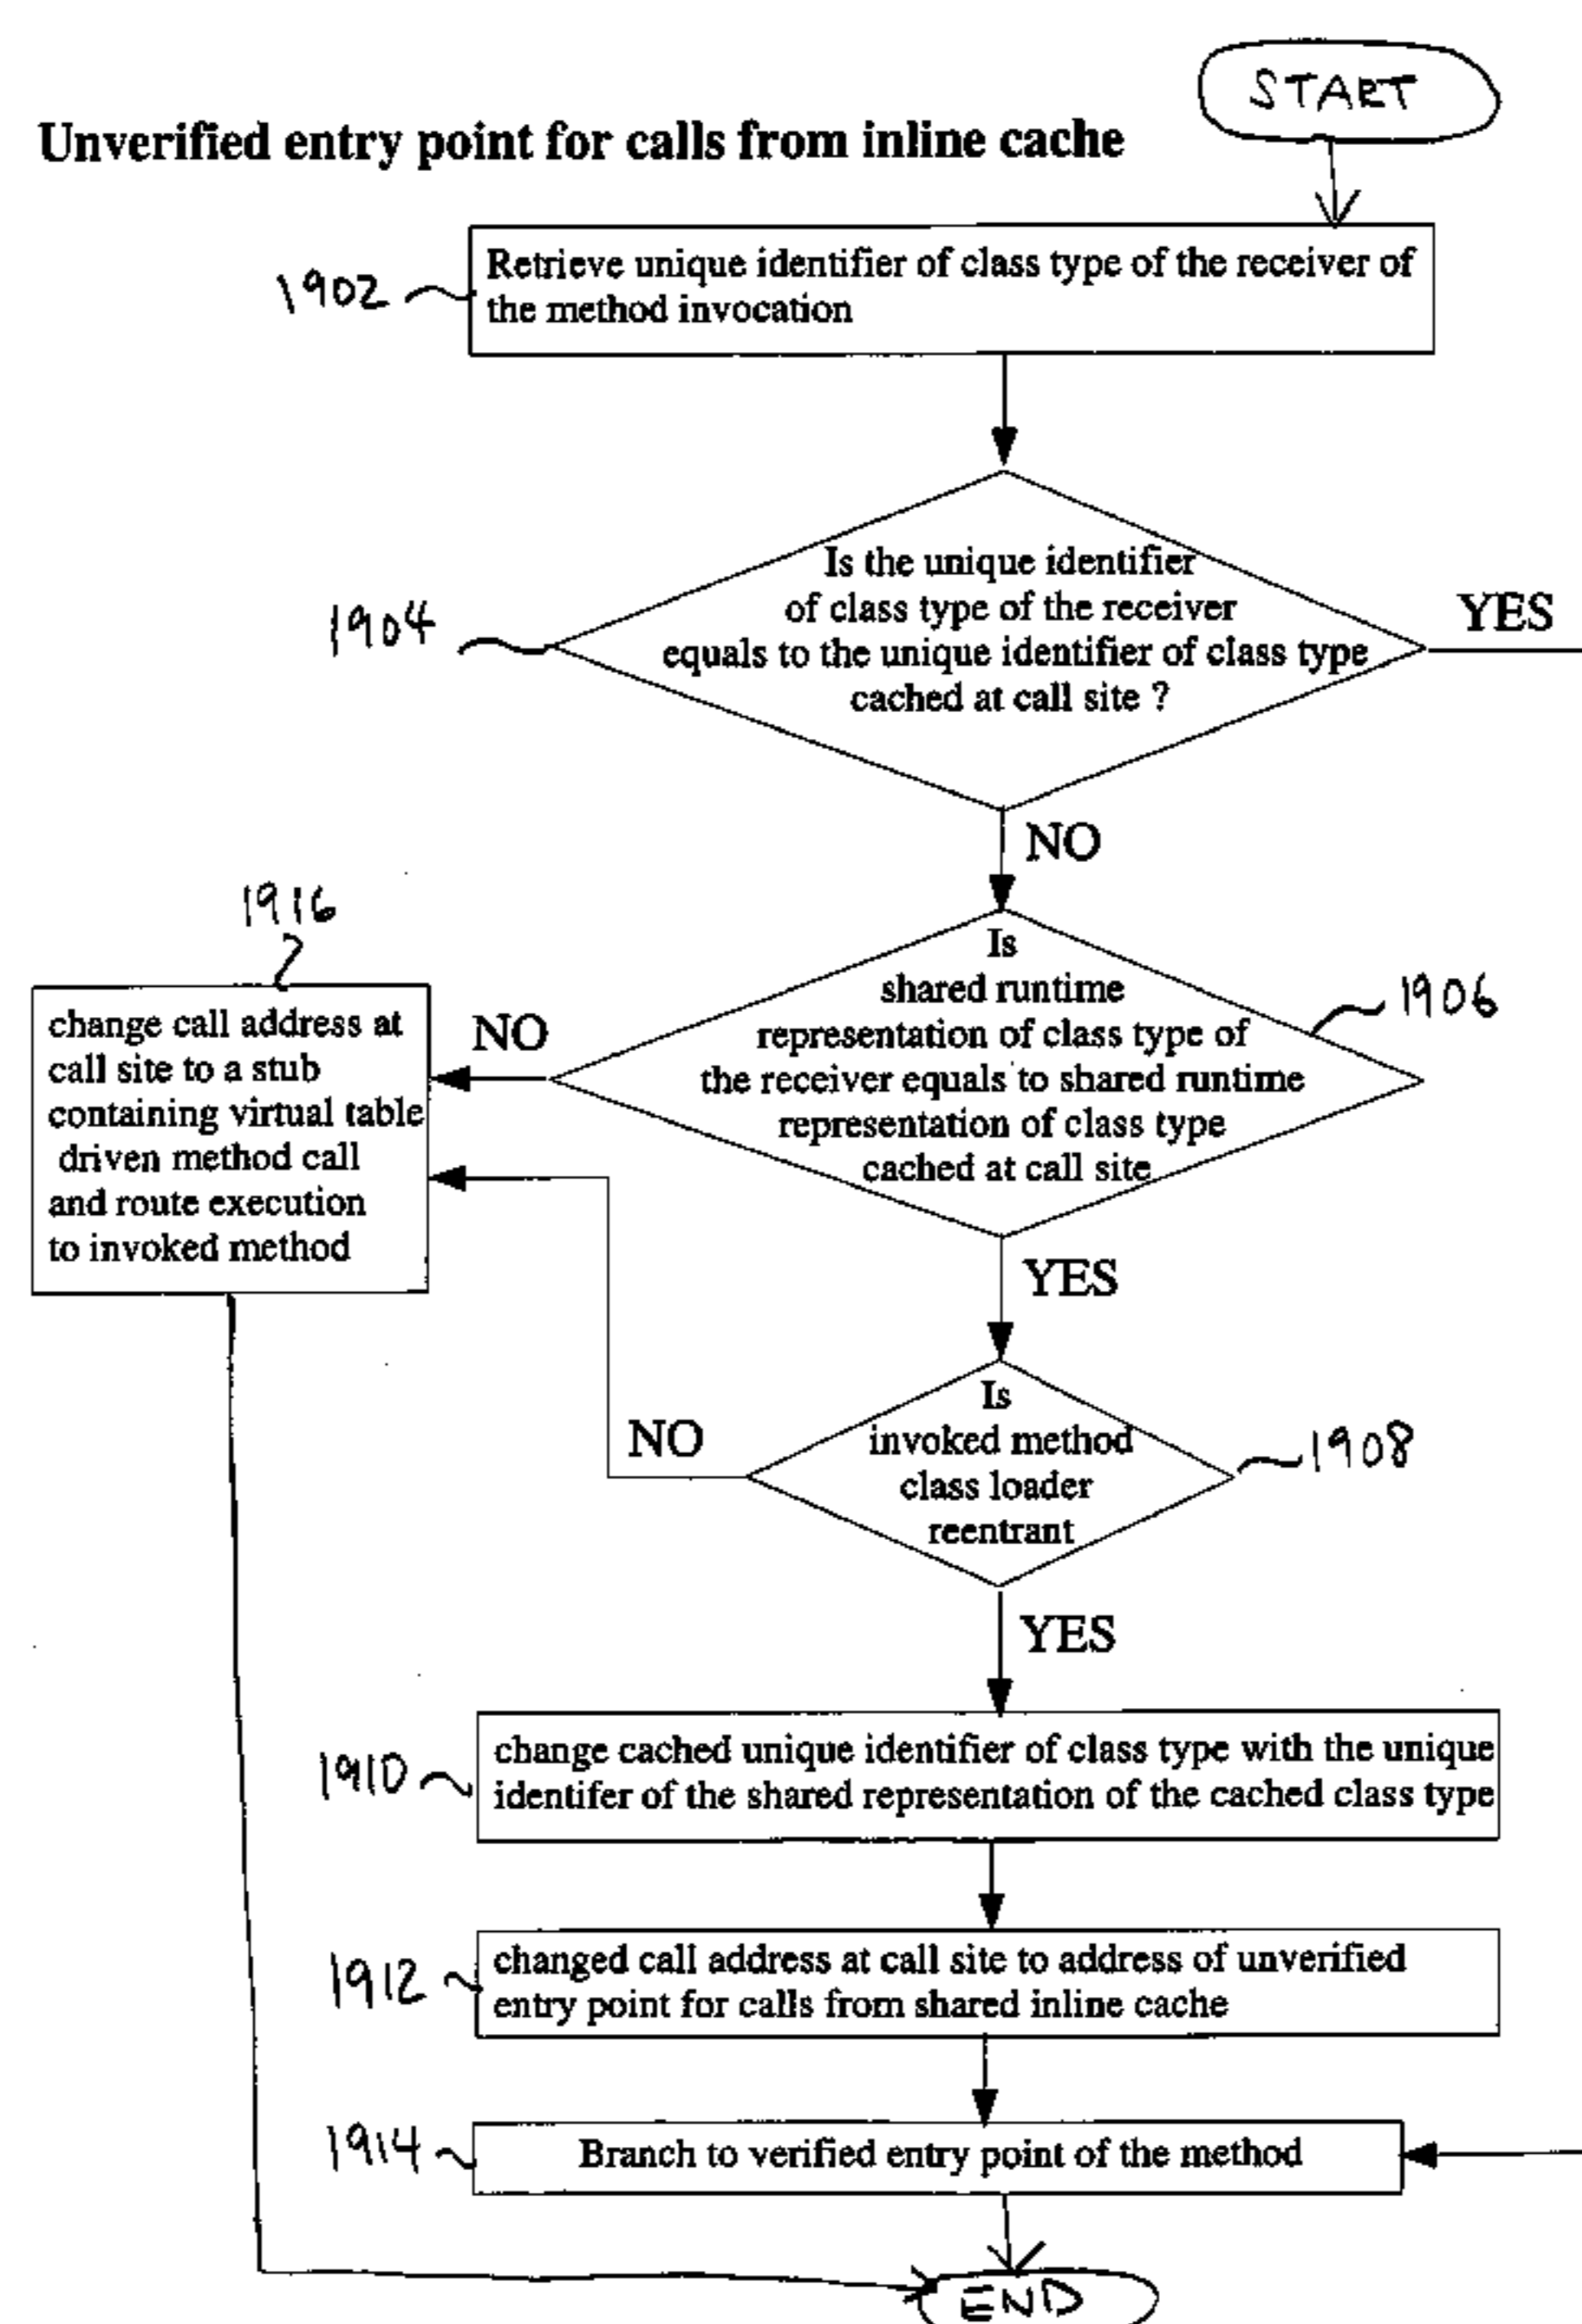 START
Unverified entry point for calls from inline cache
1902
Retrieve unique identifier of class type of the receiver of
the method invocation
1904
Is the unique identifier
of class type of the receiver
equals to the unique identifier of class type
cached at call site ?
YES
NO
1916
change call address at
call site to a stub
containing virtual table
driven method call
and route execution
to invoked method
NO
Is
shared runtime
representation of class type of
the receiver equals to shared runtime
representation of class type
cached at call site
1906
YES
NO
Is
invoked method
class loader
reentrant
1908
YES
1910
change cached unique identifier of class type with the unique
identifer of the shared representation of the cached class type
1912
changed call address at call site to address of unverified
entry point for calls from shared inline cache
1914
Branch to verified entry point of the method
END